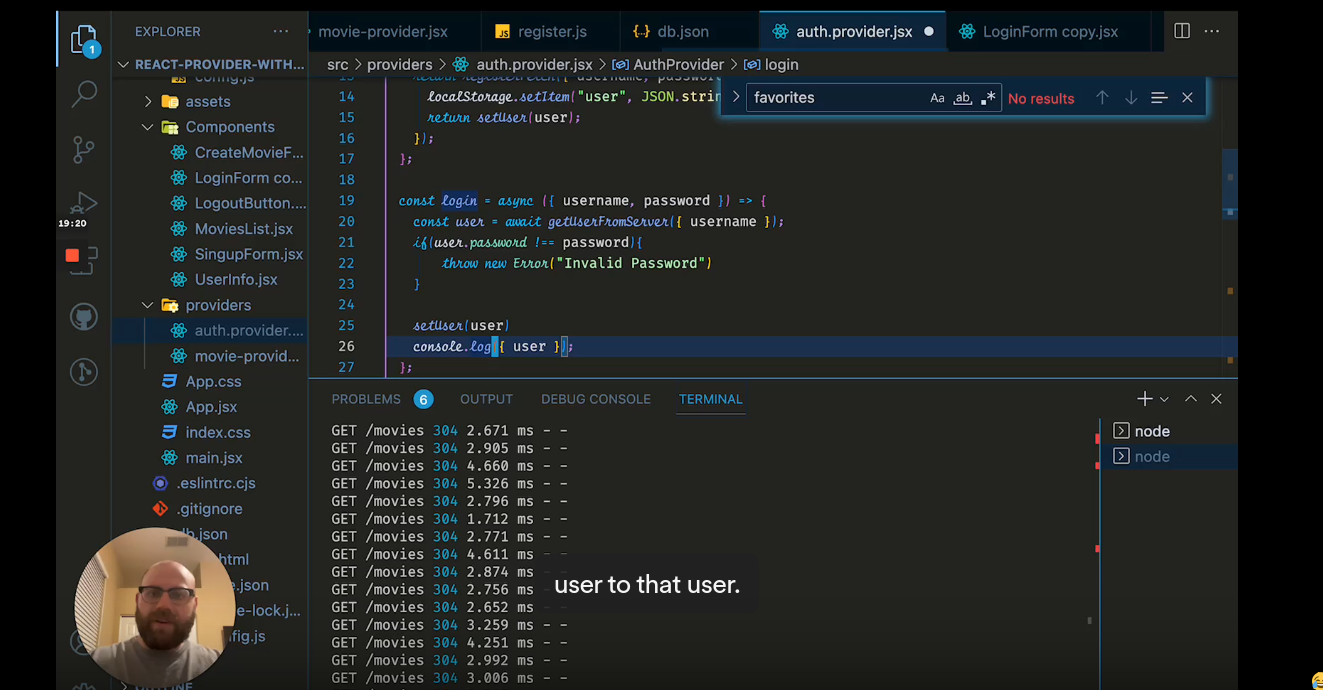 EXPLORER
···
movie-provider.jsx
register.js
db.json
auth.provider.jsx
LoginForm copy.jsx
···
1
REACT-PROVIDER-WITH...
src > providers > auth.provider.jsx > AuthProvider > login
config.js
assets
Components
CreateMovieF...
LoginForm co...
LogoutButton....
MoviesList.jsx
SingupForm.jsx
UserInfo.jsx
providers
auth.provider....
movie-provid...
App.css
App.jsx
index.css
main.jsx
.eslintrc.cjs
.gitignore
db.json
html
e.json
e-lock.j...
fig.js
OUTLINE
19:20
favorites
Aa
ab
.*
No results
14 localStorage.setItem("user", JSON.strin
15 return setUser(user);
16 });
17 };
18
19 const login = async ({ username, password }) => {
20 const user = await getUserFromServer({ username });
21 if(user.password !== password){
22 throw new Error("Invalid Password")
23 }
24
25 setUser(user)
26 console.log({ user });
27 };
PROBLEMS 6 OUTPUT DEBUG CONSOLE TERMINAL
GET /movies 304 2.671 ms - -
GET /movies 304 2.905 ms - -
GET /movies 304 4.660 ms - -
GET /movies 304 5.326 ms - -
GET /movies 304 2.796 ms - -
GET /movies 304 1.712 ms - -
GET /movies 304 2.771 ms - -
GET /movies 304 4.611 ms - -
GET /movies 304 2.874 ms - -
GET /movies 304 2.756 ms - -
GET /movies 304 2.652 ms - -
GET /movies 304 3.259 ms - -
GET /movies 304 4.251 ms - -
GET /movies 304 2.992 ms - -
GET /movies 304 3.006 ms - -
node
node
user to that user.